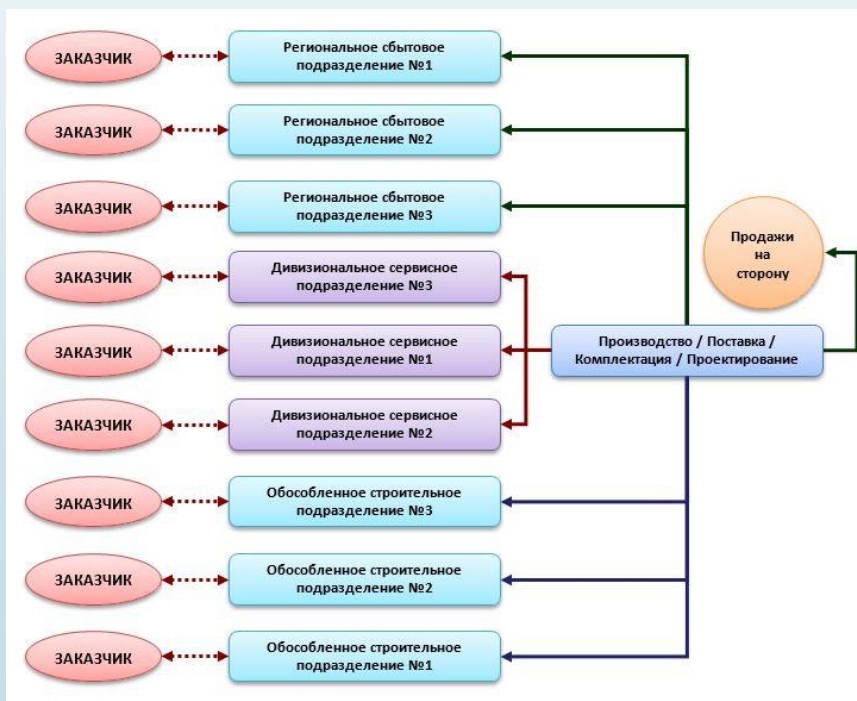 ЗАКАЗЧИК
Региональное сбытовое
подразделение №1
ЗАКАЗЧИК
Региональное сбытовое
подразделение №2
ЗАКАЗЧИК
Региональное сбытовое
подразделение №3
Продажи
на
сторону
ЗАКАЗЧИК
Дивизиональное сервисное
подразделение №3
ЗАКАЗЧИК
Дивизиональное сервисное
подразделение №1
Производство / Поставка /
Комплектация / Проектирование
ЗАКАЗЧИК
Дивизиональное сервисное
подразделение №2
ЗАКАЗЧИК
Обособленное строительное
подразделение №3
ЗАКАЗЧИК
Обособленное строительное
подразделение №2
ЗАКАЗЧИК
Обособленное строительное
подразделение №1